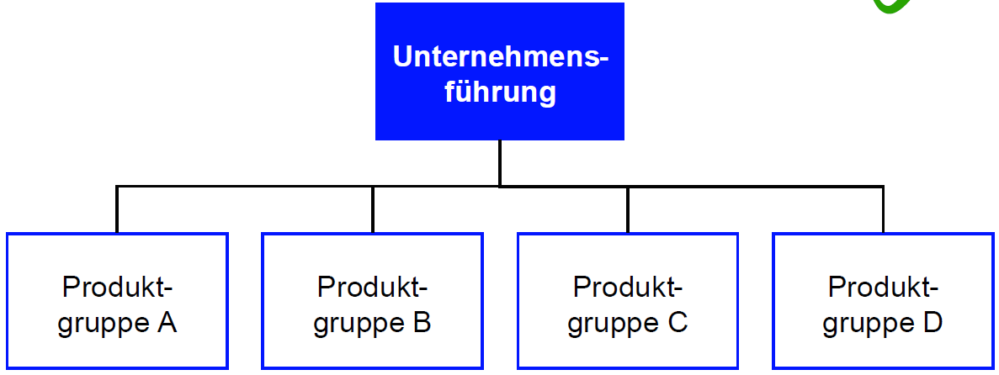 Unternehmens-
führung
Produkt-
gruppe A
Produkt-
gruppe B
Produkt-
gruppe C
Produkt-
gruppe D